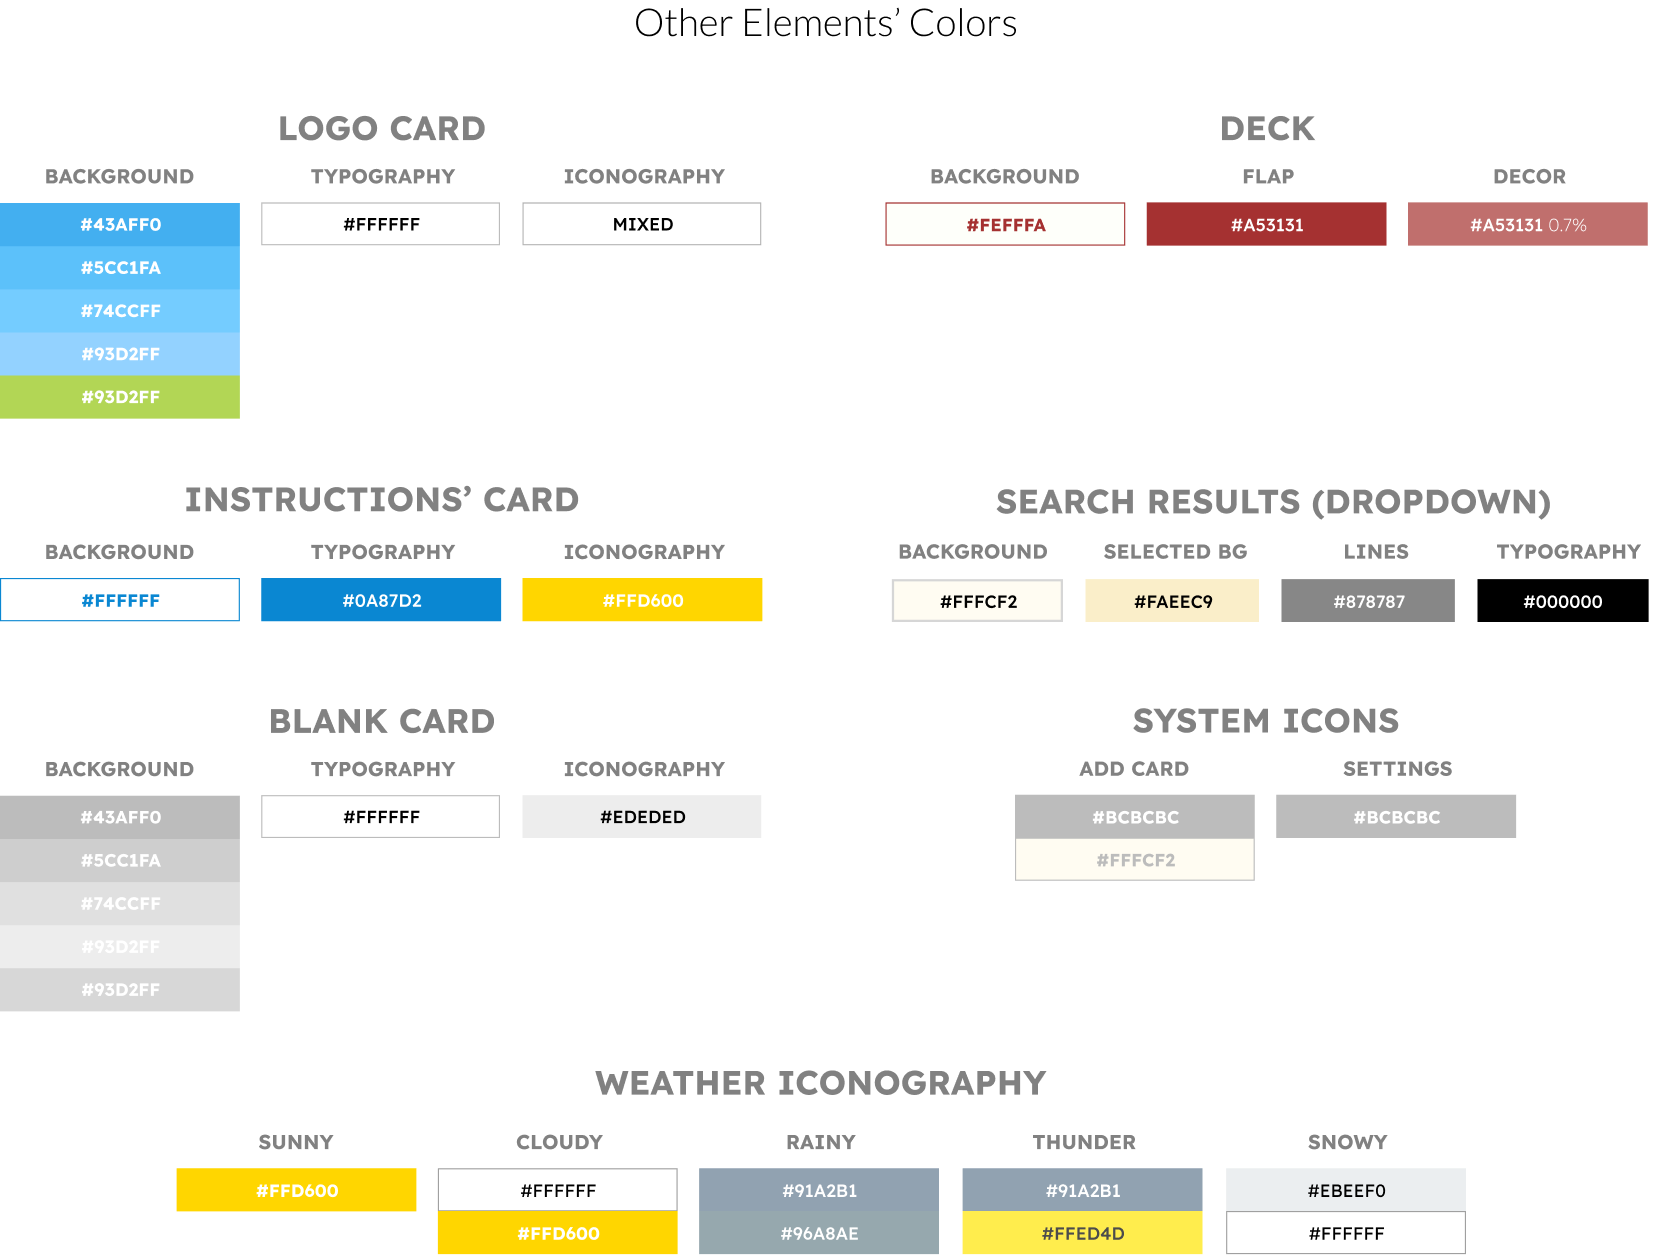 Other Elements’ Colors
LOGO CARD
BACKGROUND TYPOGRAPHY ICONOGRAPHY
#43AFF0 #FFFFFF MIXED
#5CC1FA
#74CCFF
#93D2FF
#93D2FF
DECK
BACKGROUND FLAP DECOR
#FEFFFA #A53131 #A53131 0.7%
INSTRUCTIONS’ CARD
BACKGROUND TYPOGRAPHY ICONOGRAPHY
#FFFFFF #0A87D2 #FFD600
SEARCH RESULTS (DROPDOWN)
BACKGROUND SELECTED BG LINES TYPOGRAPHY
#FFFCF2 #FAEEC9 #878787 #000000
BLANK CARD
BACKGROUND TYPOGRAPHY ICONOGRAPHY
#43AFF0 #FFFFFF #EDEDED
#5CC1FA
#74CCFF
#93D2FF
#93D2FF
SYSTEM ICONS
ADD CARD SETTINGS
#BCBCBC #BCBCBC
#FFFCF2
WEATHER ICONOGRAPHY
SUNNY CLOUDY RAINY THUNDER SNOWY
#FFD600 #FFFFFF #91A2B1 #91A2B1 #EBEEF0
#FFD600 #96A8AE #FFED4D #FFFFFF